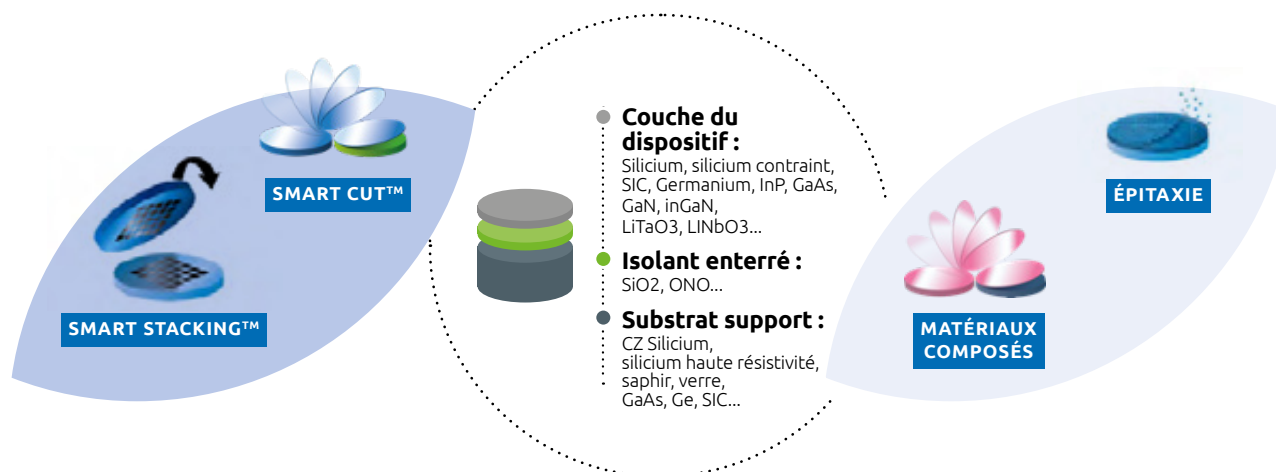 SMART CUT™
SMART STACKING™
Couche du
dispositif :
Silicium, silicium contraint,
SIC, Germanium, InP, GaAs,
GaN, inGaN,
LiTaO3, LINbO3...
Isolant enterré :
SiO2, ONO...
Substrat support :
CZ Silicium,
silicium haute résistivité,
saphir, verre,
GaAs, Ge, SIC...
ÉPITAXIE
MATÉRIAUX
COMPOSÉS